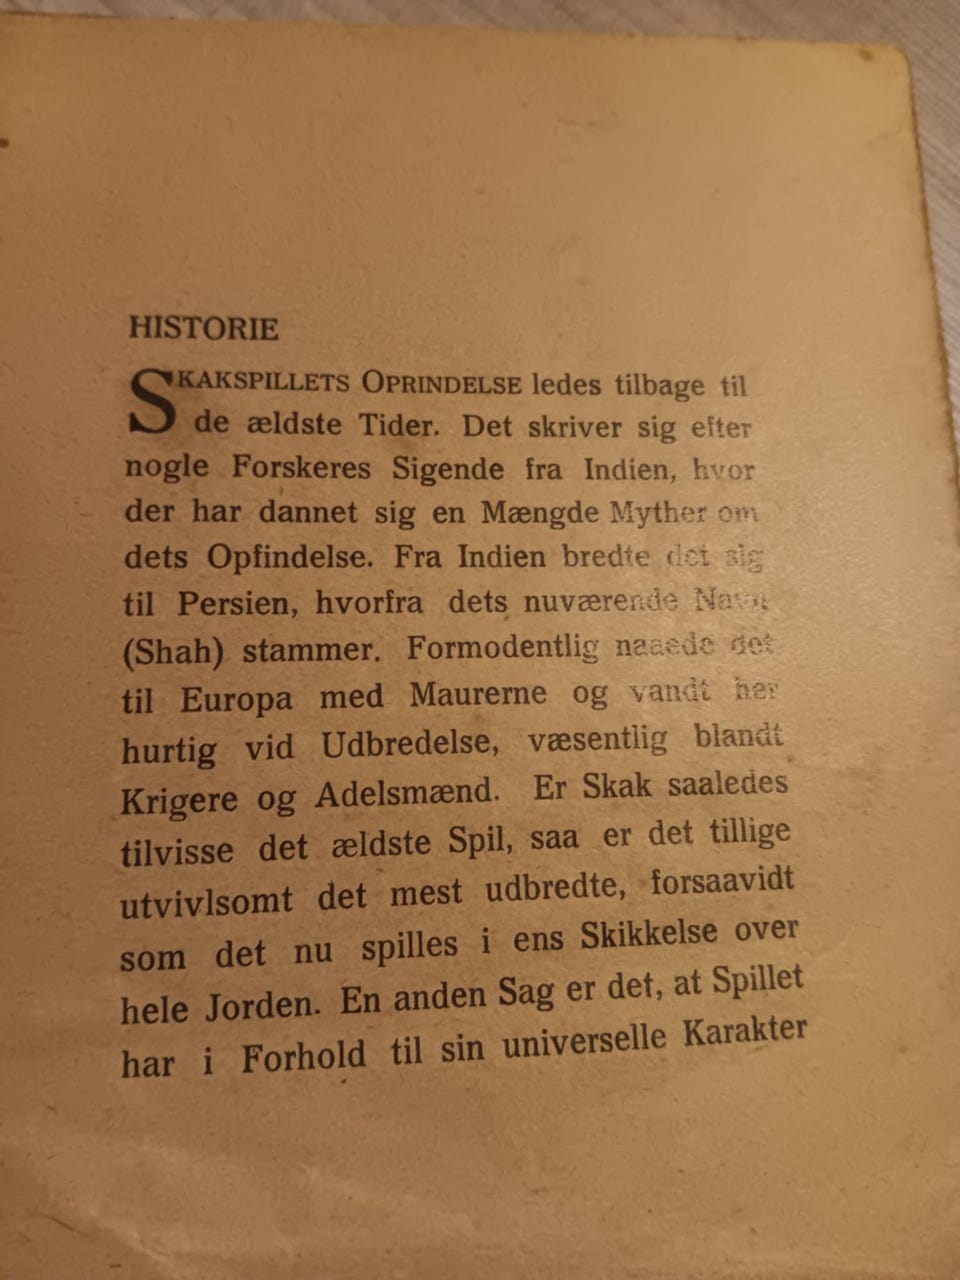 HISTORIE
SKAKSPILLETS OPRINDELSE ledes tilbage til
de ældste Tider. Det skriver sig efter
nogle Forskeres Sigende fra Indien, hvor
der har dannet sig en Mængde Myther om
dets Opfindelse. Fra Indien bredte det sig
til Persien, hvorfra dets nuværende Navn
(Shah) stammer. Formodentlig naaede det
til Europa med Maurerne og vandt her
hurtig vid Udbredelse, væsentlig blandt
Krigere og Adelsmænd. Er Skak saaledes
tilvisse det ældste Spil, saa er det tillige
utvivlsomt det mest udbredte, forsaavidt
som det nu spilles i ens Skikkelse over
hele Jorden. En anden Sag er det, at Spillet
har i Forhold til sin universelle Karakter